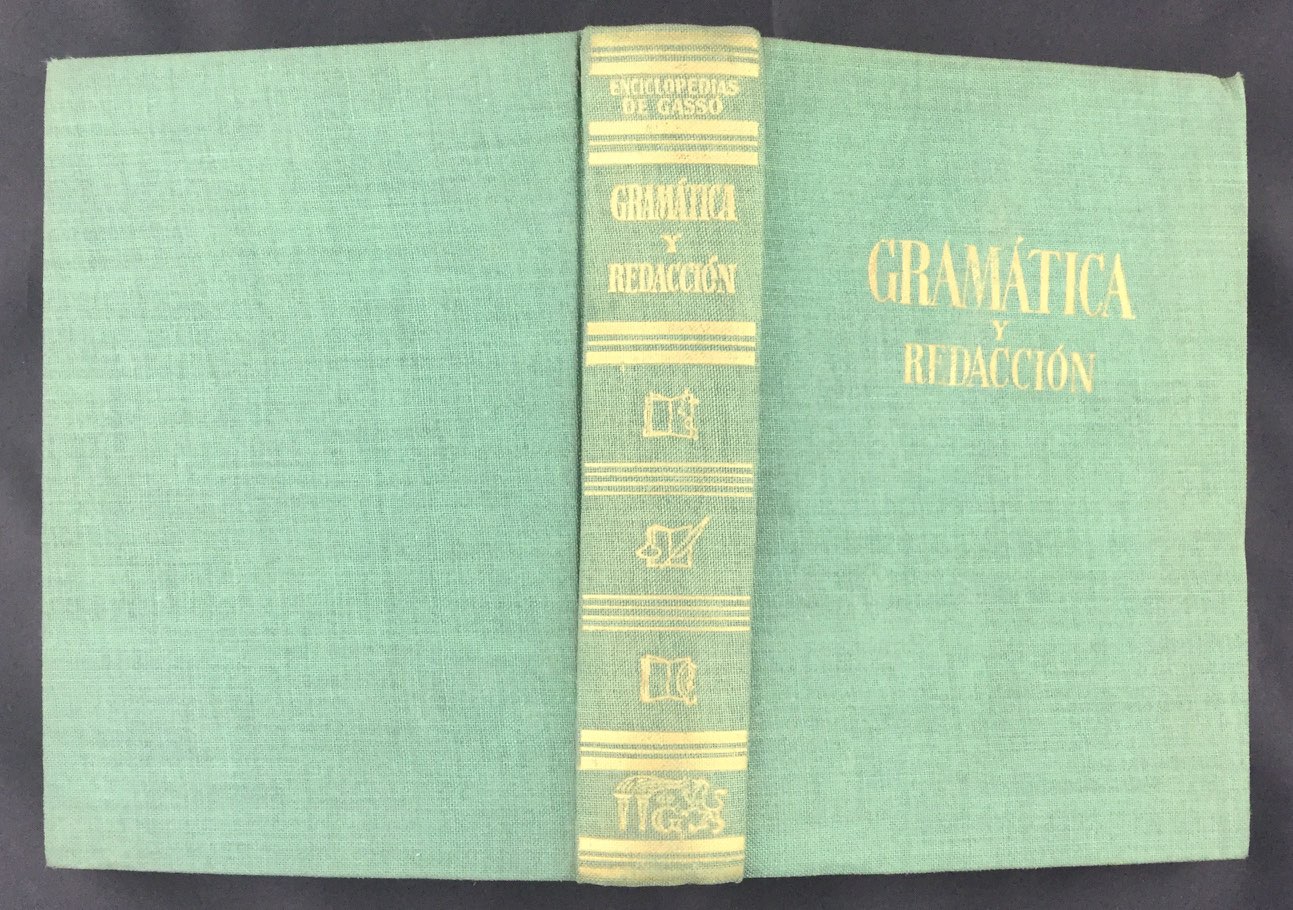 ENCICLOPEDIAS
DE GASSÓ
GRAMÁTICA
Y
REDACCIÓN
GRAMÁTICA
Y
REDACCIÓN